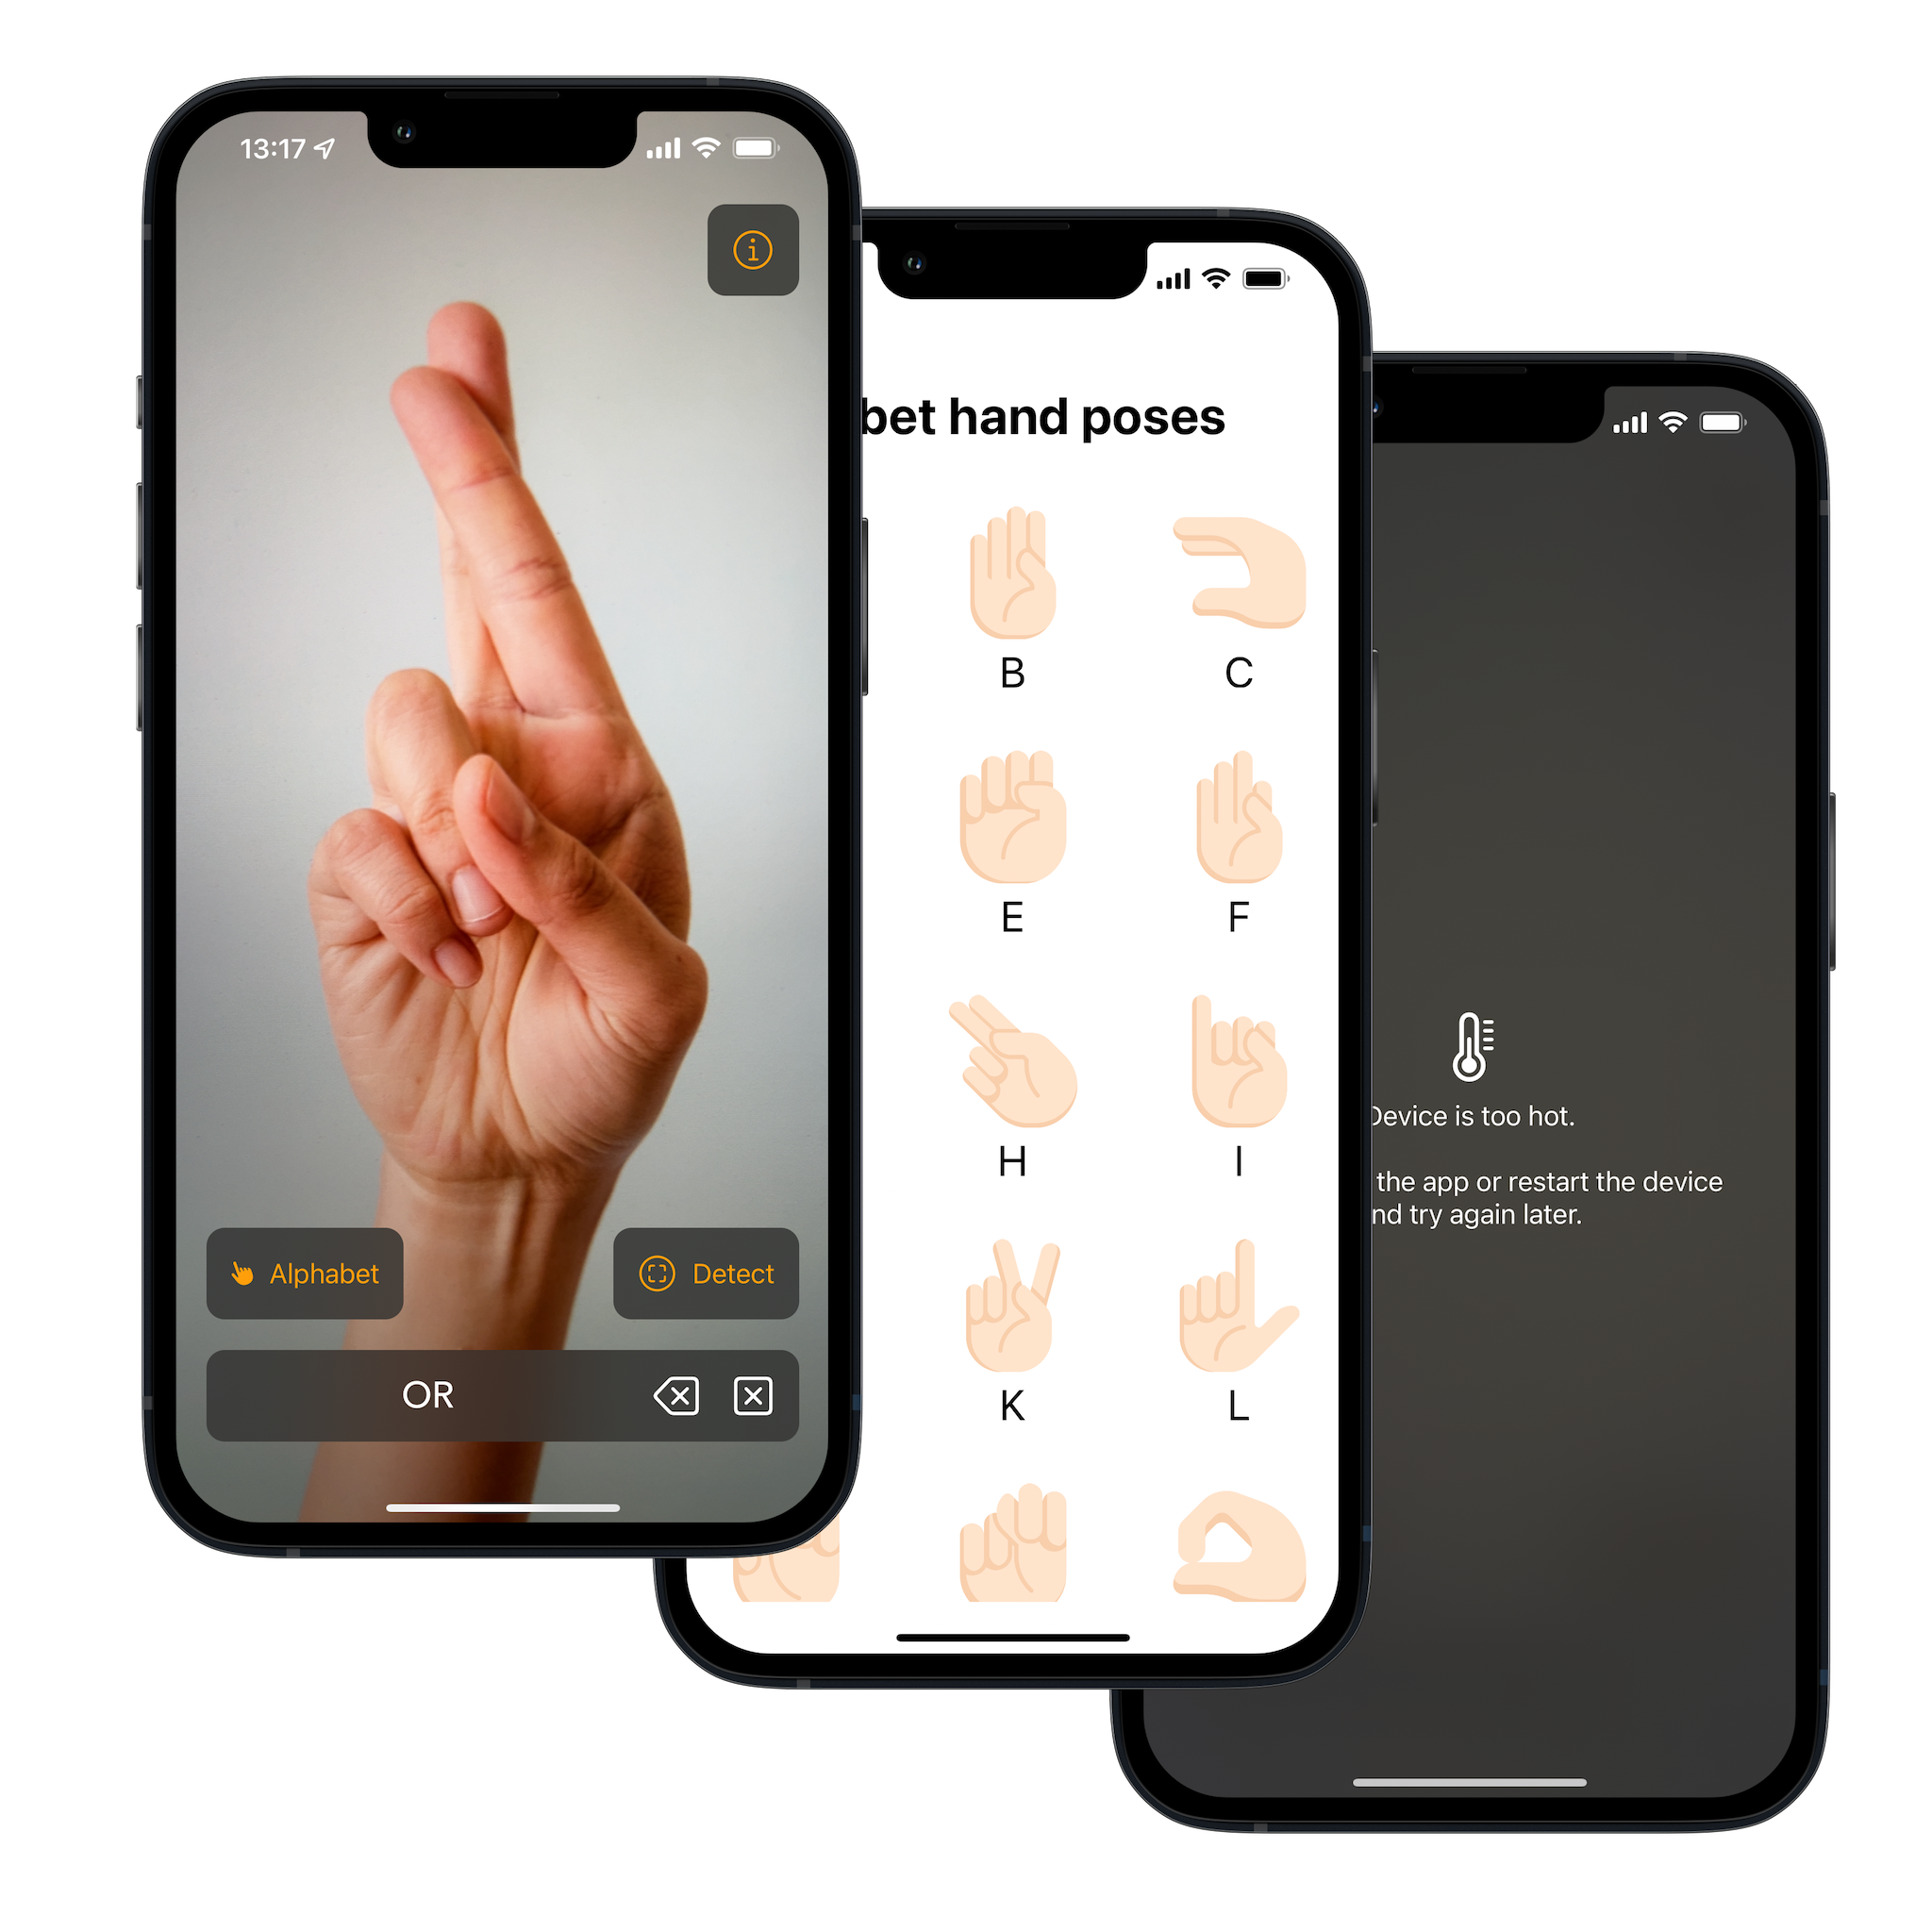 13:17
Alphabet
Detect
OR
bet hand poses
B
C
E
F
H
I
K
L
Device is too hot.
the app or restart the device
nd try again later.